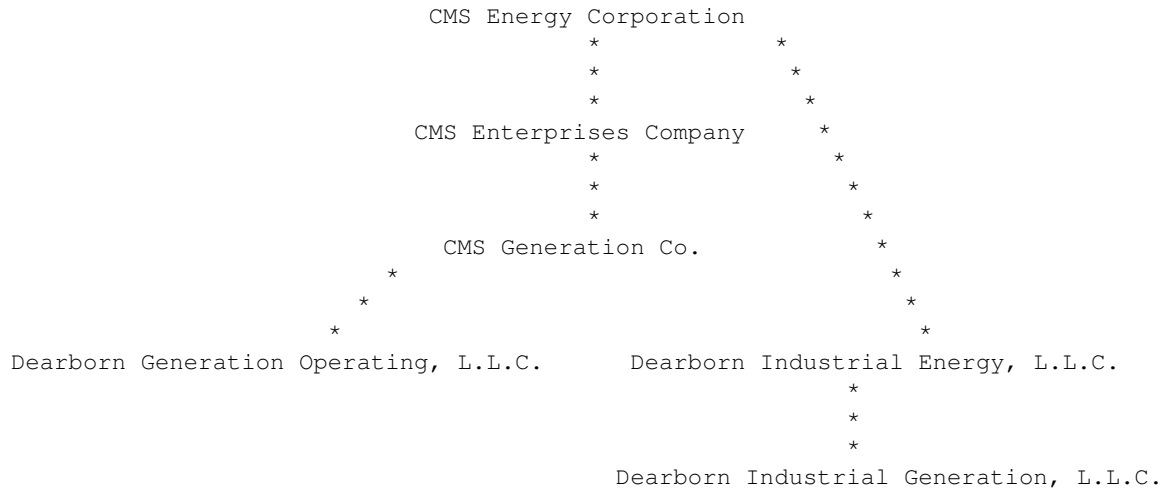 CMS Energy Corporation
* *
* *
* *
CMS Enterprises Company *
* *
* *
* *
CMS Generation Co. *
* *
* *
* *
Dearborn Generation Operating, L.L.C. Dearborn Industrial Energy, L.L.C.
*
*
*
Dearborn Industrial Generation, L.L.C.